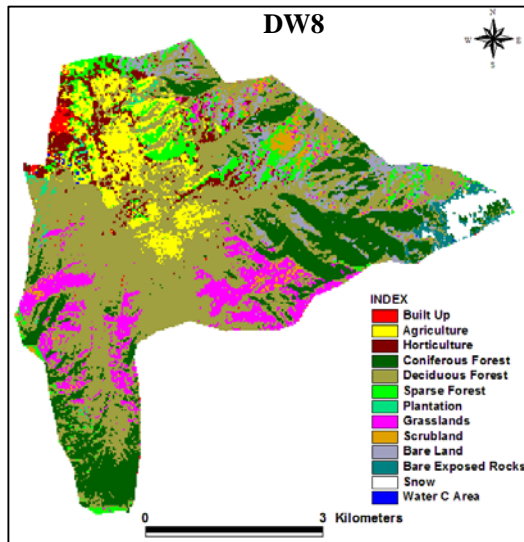 DW8
N
W E
S
INDEX
Built Up
Agriculture
Horticulture
Coniferous Forest
Deciduous Forest
Sparse Forest
Plantation
Grasslands
Scrubland
Bare Land
Bare Exposed Rocks
Snow
Water C Area
0 3 Kilometers